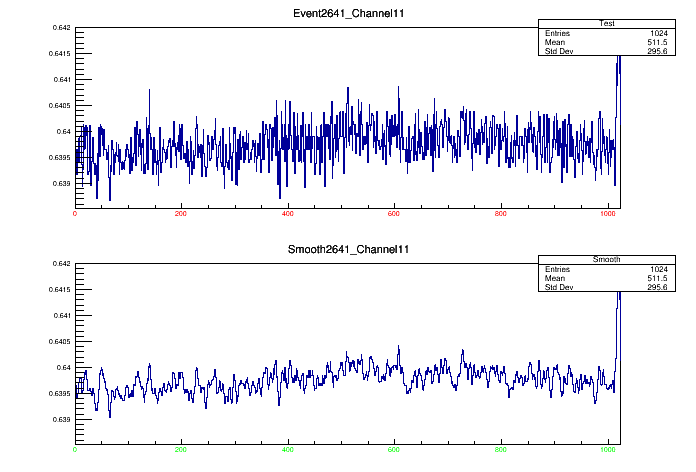 Event2641_Channel11
Test
Entries 1024
Mean 511.5
Std Dev 295.6
0.642
0.6415
0.641
0.6405
0.64
0.6395
0.639
0 200 400 600 800 1000
Smooth2641_Channel11
Smooth
Entries 1024
Mean 511.5
Std Dev 295.6
0.642
0.6415
0.641
0.6405
0.64
0.6395
0.639
0 200 400 600 800 1000